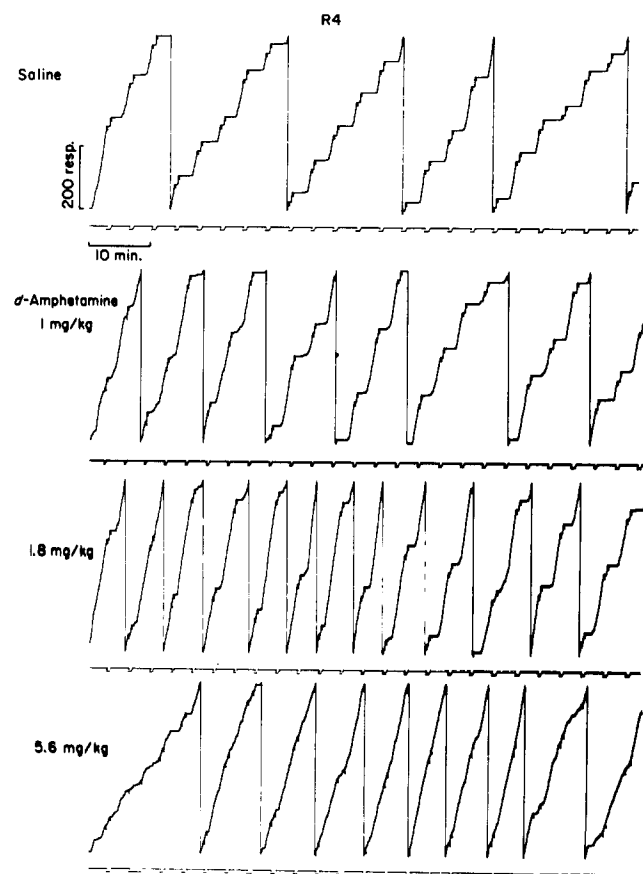 R4
Saline
200 resp.
10 min.
d-Amphetamine
1 mg/kg
1.8 mg/kg
5.6 mg/kg